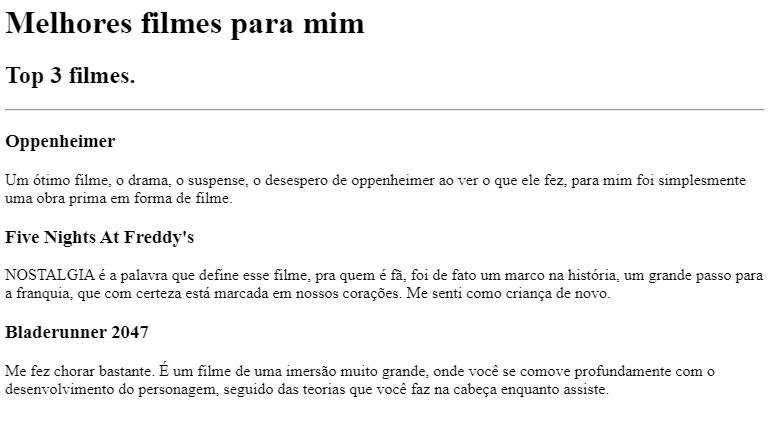 Melhores filmes para mim
Top 3 filmes.
Oppenheimer
Um ótimo filme, o drama, o suspense, o desespero de oppenheimer ao ver o que ele fez, para mim foi simplesmente
uma obra prima em forma de filme.
Five Nights At Freddy's
NOSTALGIA é a palavra que define esse filme, pra quem é fã, foi de fato um marco na história, um grande passo para
a franquia, que com certeza está marcada em nossos corações. Me senti como criança de novo.
Bladerunner 2047
Me fez chorar bastante. É um filme de uma imersão muito grande, onde você se comove profundamente com o
desenvolvimento do personagem, seguido das teorias que você faz na cabeça enquanto assiste.